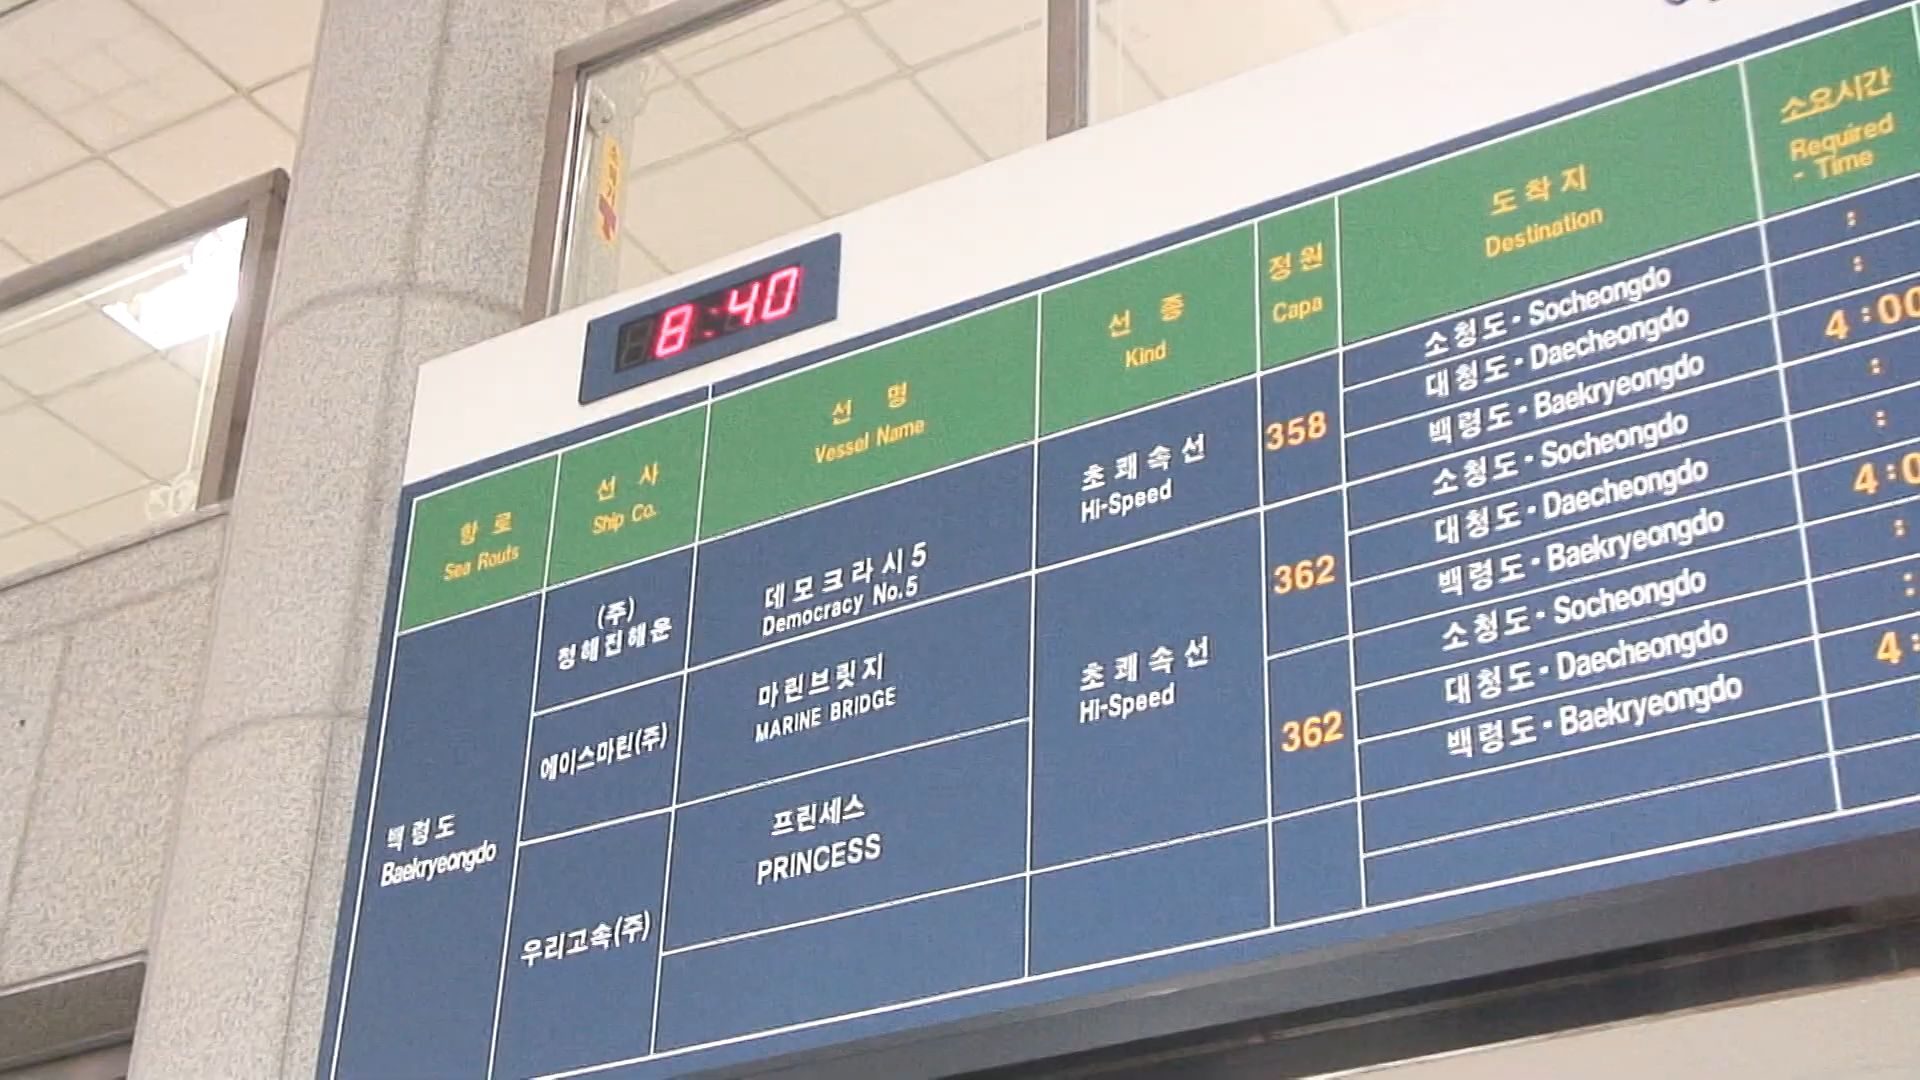 8:40
항 로
Sea Routs
선 사
Ship Co.
선 명
Vessel Name
선 종
Kind
정 원
Capa
도 착 지
Destination
소요시간
Required
- Time
백 령 도
Baekryeongdo
(주)
청 해 진 해 운
데 모 크 라 시 5
Democracy No.5
초 쾌 속 선
Hi-Speed
358
소 청 도 · Socheongdo
:
대 청 도 · Daecheongdo
:
백 령 도 · Baekryeongdo
4:00
에이스마린(주)
마 린 브 릿 지
MARINE BRIDGE
초 쾌 속 선
Hi-Speed
362
소 청 도 · Socheongdo
:
대 청 도 · Daecheongdo
:
백 령 도 · Baekryeongdo
4:0
우리고속(주)
프린세스
PRINCESS
362
소 청 도 · Socheongdo
:
대 청 도 · Daecheongdo
:
백 령 도 · Baekryeongdo
4: